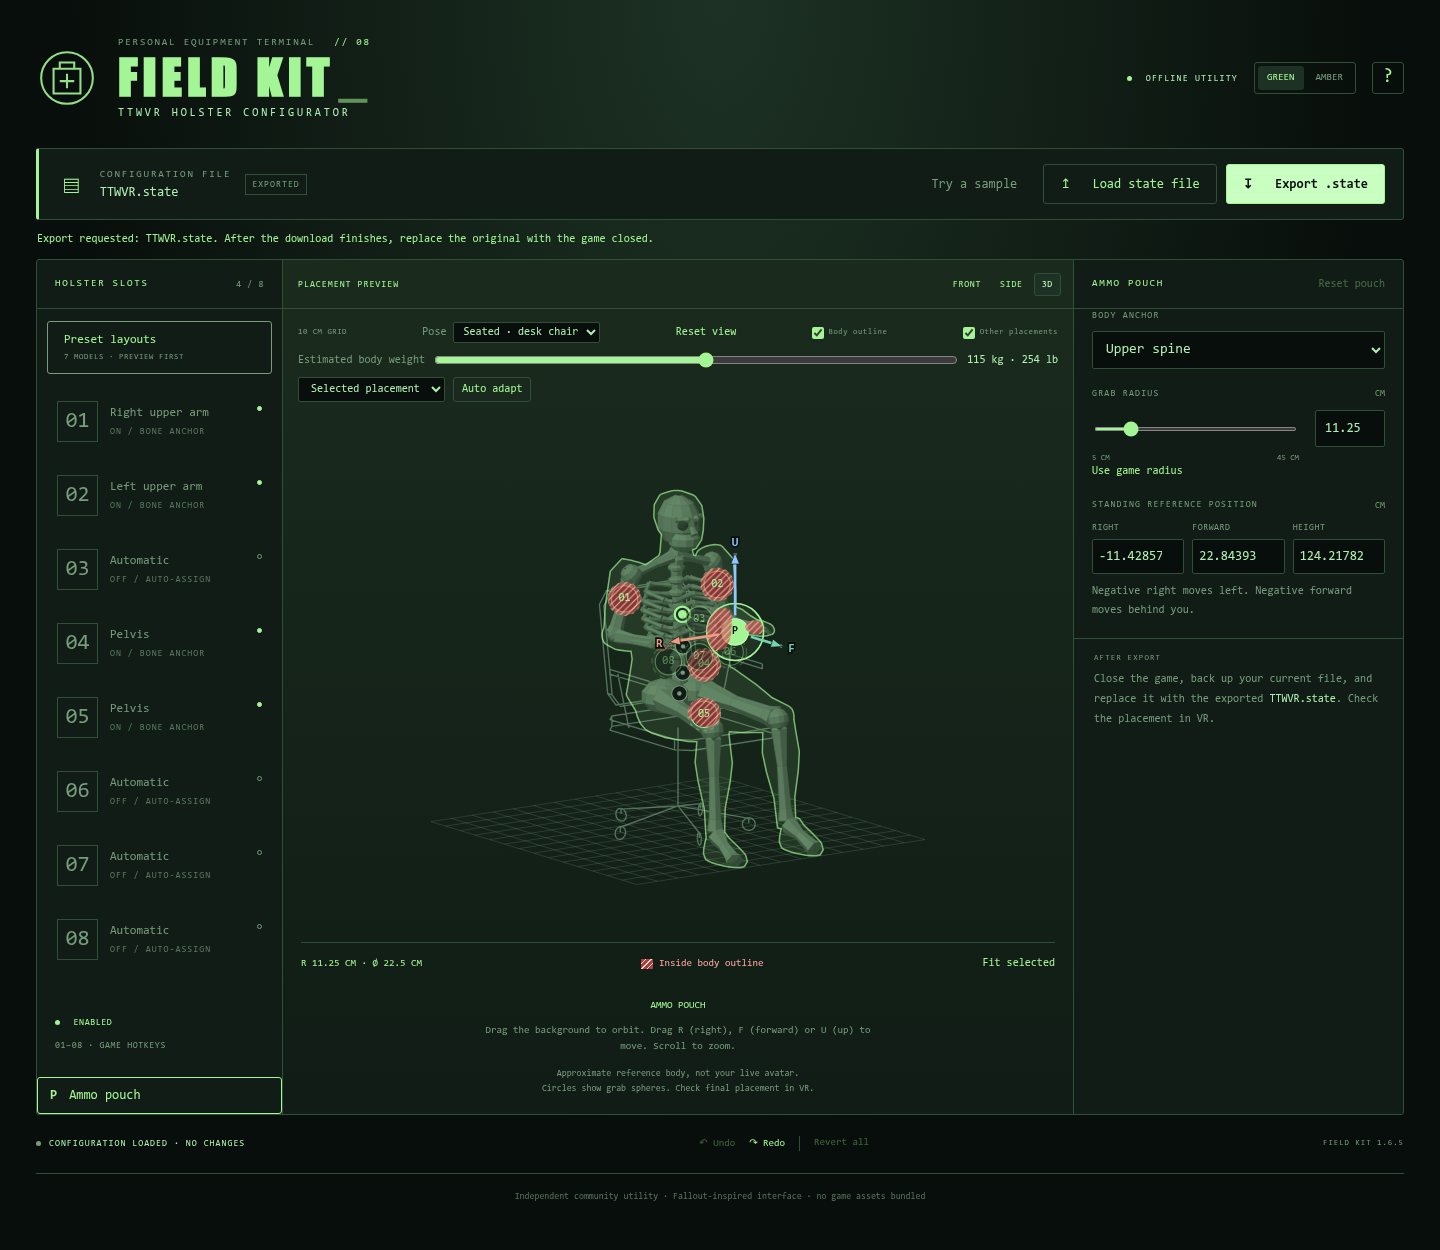 PERSONAL EQUIPMENT TERMINAL // 08
FIELD KIT_
TTWVR HOLSTER CONFIGURATOR
OFFLINE UTILITY
GREEN
AMBER
?
CONFIGURATION FILE
TTWVR.state
EXPORTED
Try a sample
↥ Load state file
↧ Export .state
Export requested: TTWVR.state. After the download finishes, replace the original with the game closed.
HOLSTER SLOTS
4 / 8
Preset layouts
7 MODELS · PREVIEW FIRST
01
Right upper arm
ON / BONE ANCHOR
02
Left upper arm
ON / BONE ANCHOR
03
Automatic
OFF / AUTO-ASSIGN
04
Pelvis
ON / BONE ANCHOR
05
Pelvis
ON / BONE ANCHOR
06
Automatic
OFF / AUTO-ASSIGN
07
Automatic
OFF / AUTO-ASSIGN
08
Automatic
OFF / AUTO-ASSIGN
ENABLED
01–08 · GAME HOTKEYS
P Ammo pouch
PLACEMENT PREVIEW
FRONT
SIDE
3D
10 CM GRID
Pose
Seated · desk chair
Reset view
Body outline
Other placements
Estimated body weight
115 kg · 254 lb
Selected placement
Auto adapt
U
02
01
03
P
R
F
06
07
08
04
05
R 11.25 CM · Ø 22.5 CM
Inside body outline
Fit selected
AMMO POUCH
Drag the background to orbit. Drag R (right), F (forward) or U (up) to
move. Scroll to zoom.
Approximate reference body, not your live avatar.
Circles show grab spheres. Check final placement in VR.
AMMO POUCH
Reset pouch
BODY ANCHOR
Upper spine
GRAB RADIUS
CM
11.25
5 CM
45 CM
Use game radius
STANDING REFERENCE POSITION
CM
RIGHT
FORWARD
HEIGHT
-11.42857
22.84393
124.21782
Negative right moves left. Negative forward
moves behind you.
AFTER EXPORT
Close the game, back up your current file, and
replace it with the exported TTWVR.state. Check
the placement in VR.
CONFIGURATION LOADED · NO CHANGES
↶ Undo
↷ Redo
Revert all
FIELD KIT 1.6.5
Independent community utility · Fallout-inspired interface · no game assets bundled